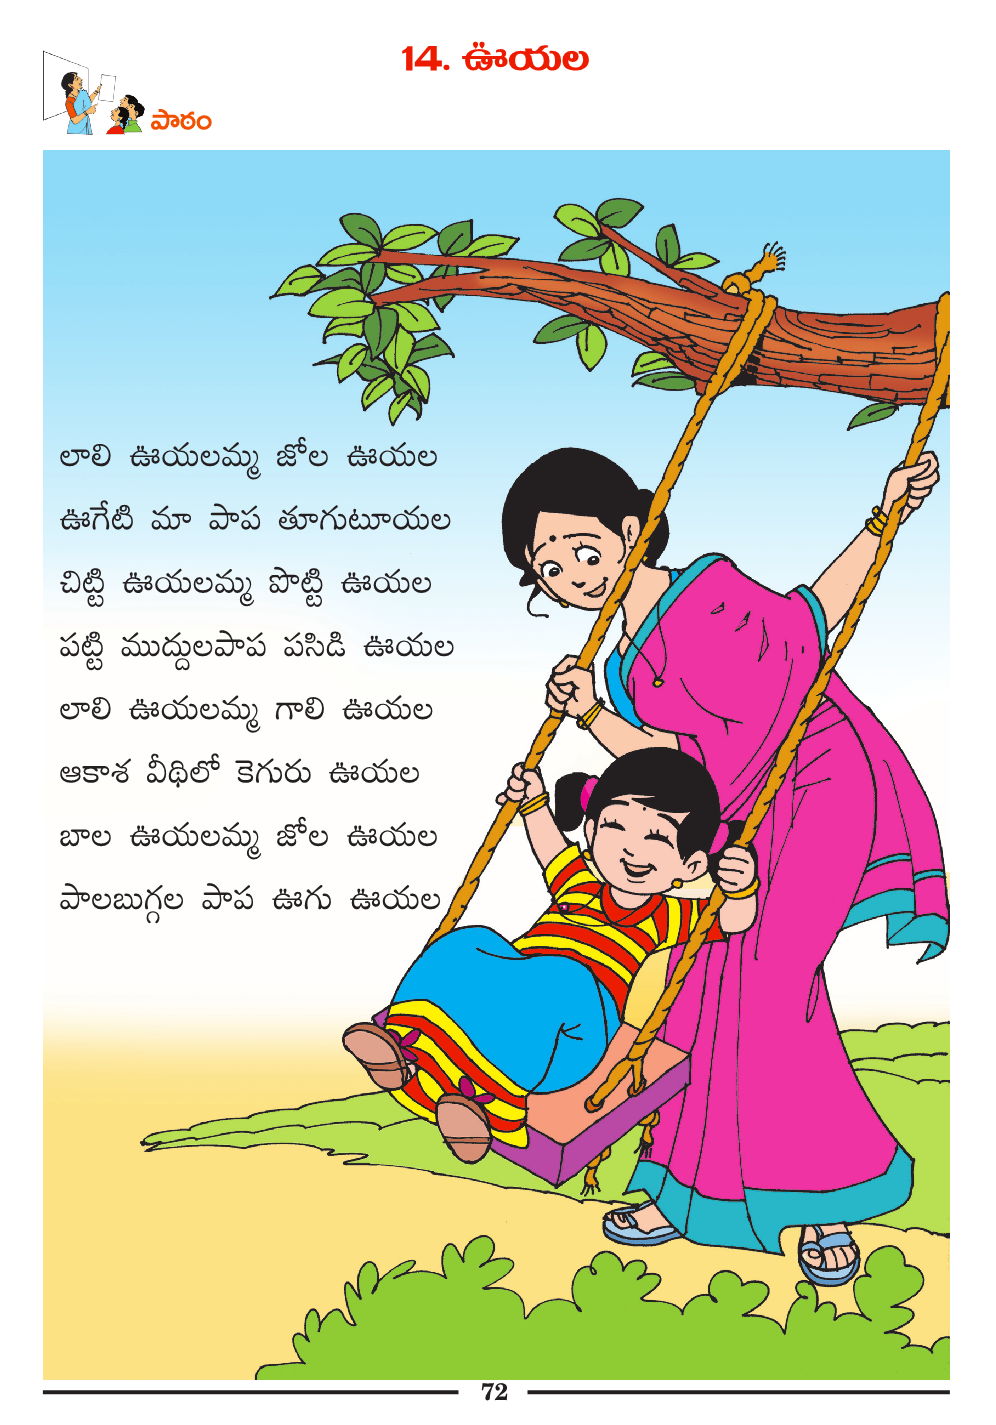 14. ఊయల
పాఠం
లాలి ఊయలమ్మ జోల ఊయల
ఊగేటి మా పాప తూగుటూయల
చిట్టి ఊయలమ్మ పొట్టి ఊయల
పట్టి ముద్దులపాప పసిడి ఊయల
లాలి ఊయలమ్మ గాలి ఊయల
ఆకాశ వీథిలో కెగురు ఊయల
బాల ఊయలమ్మ జోల ఊయల
పాలబుగ్గల పాప ఊగు ఊయల
72